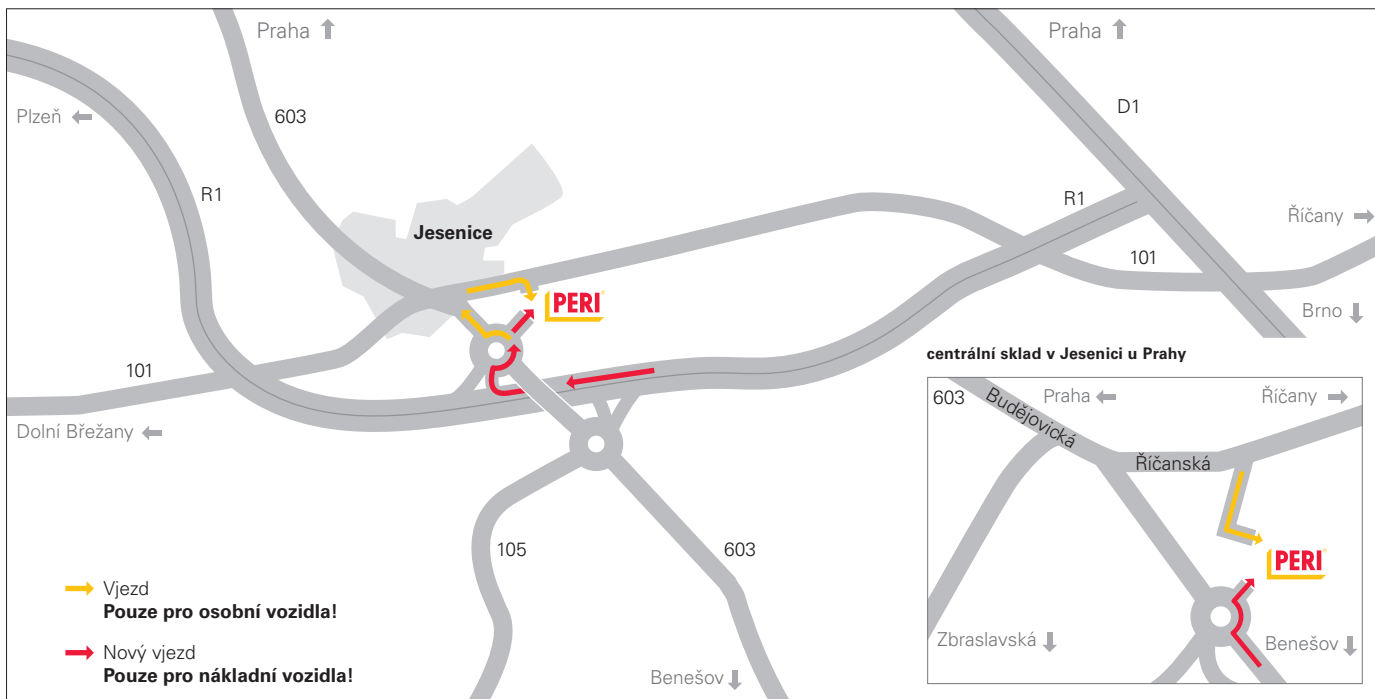 Praha
Praha
Plzeň
603
D1
R1
R1
Říčany
Jesenice
101
PERI
Brno
101
Dolní Břežany
105
603
Benešov
Vjezd
Pouze pro osobní vozidla!
Nový vjezd
Pouze pro nákladní vozidla!
centrální sklad v Jesenici u Prahy
603
Praha
Říčany
Budějovická
Říčanská
PERI
Zbraslavská
Benešov